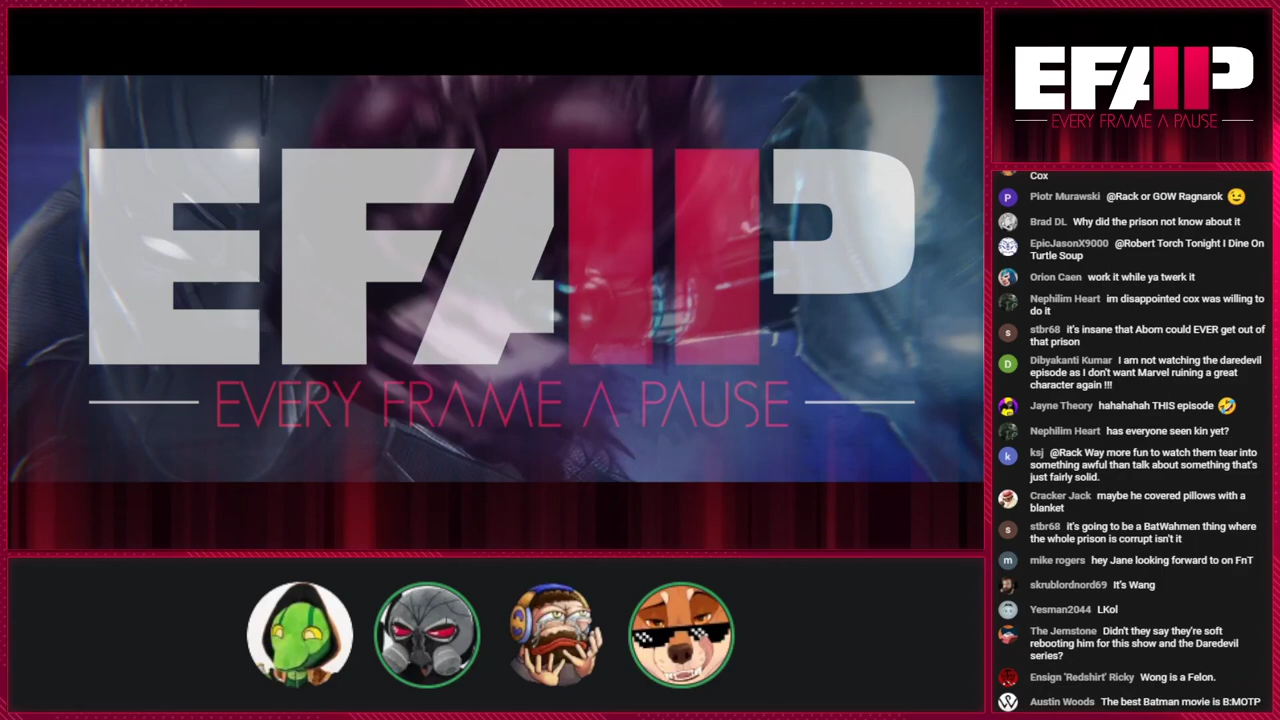 EFAP
EVERY FRAME A PAUSE
EFAP
EVERY FRAME A PAUSE
Cox
Piotr Murawski @Rack or GOW Ragnarok 😉
Brad DL Why did the prison not know about it
EpicJasonX9000 @Robert Torch Tonight I Dine On
Turtle Soup
Orion Caen work it while ya twerk it
Nephilim Heart im disappointed cox was willing to
do it
stbr68 it's insane that Abom could EVER get out of
that prison
Dibyakanti Kumar I am not watching the daredevil
episode as I don't want Marvel ruining a great
character again !!!
Jayne Theory hahahahah THIS episode 🤣
Nephilim Heart has everyone seen kin yet?
ksj @Rack Way more fun to watch them tear into
something awful than talk about something that's
just fairly solid.
Cracker Jack maybe he covered pillows with a
blanket
stbr68 it's going to be a BatWahmen thing where
the whole prison is corrupt isn't it
mike rogers hey Jane looking forward to on FnT
skrublordnord69 It's Wang
Yesman2044 LKol
The Jemstone Didn't they say they're soft
rebooting him for this show and the Daredevil
series?
Ensign 'Redshirt' Ricky Wong is a Felon.
Austin Woods The best Batman movie is B:MOTP